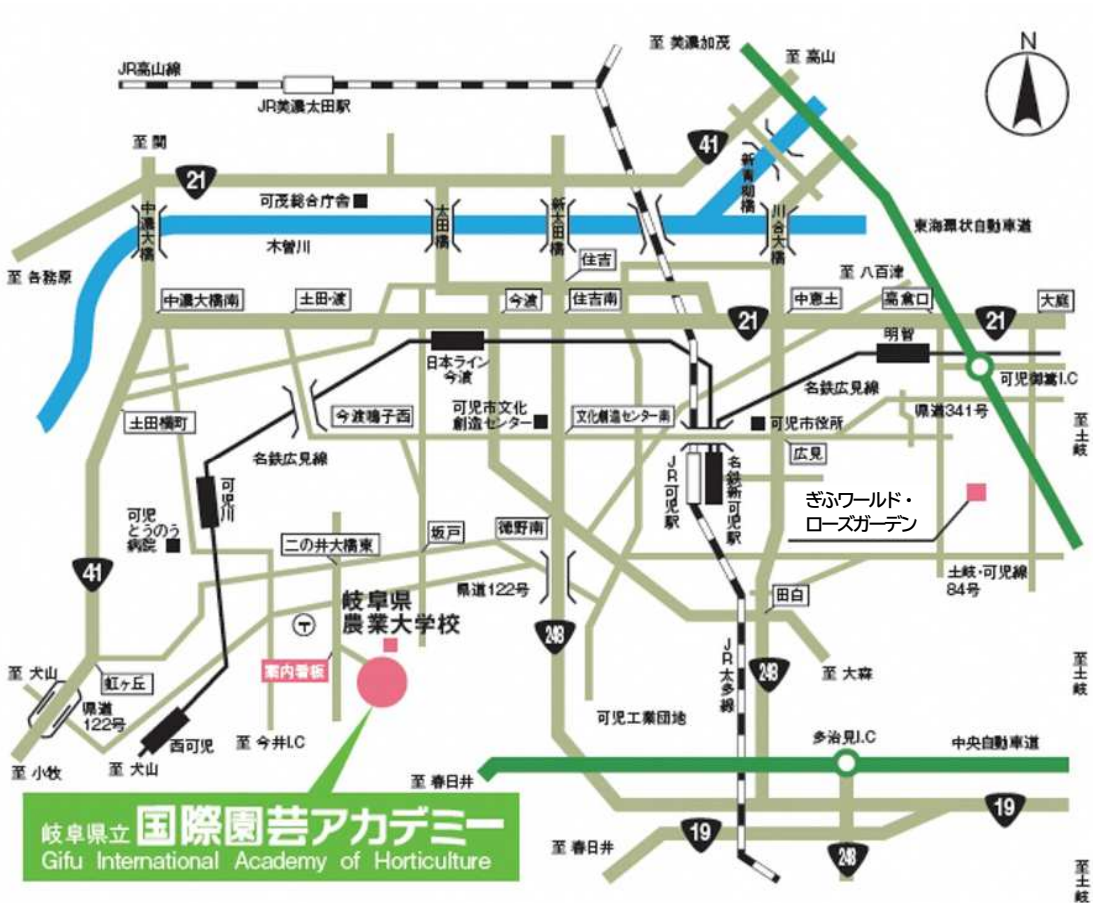 N
至 美濃加茂
至 高山
JR高山線
JR美濃太田駅
至 関
41
21
新青柳橋
可茂総合庁舎
中濃大橋
太田橋
新太田橋
川合大橋
木曽川
東海環状自動車道
住吉
至 各務原
至 八百津
中濃大橋南
土田・渡
今渡
住吉南
中恵土
高倉口
大庭
21
21
明智
日本ライン
今渡
可児御嵩I.C
名鉄広見線
県道341号
土田横町
今渡鳴子西
可児市文化
創造センター
文化創造センター南
可児市役所
至 土岐
広見
名鉄広見線
JR可児駅
名鉄新可児駅
可児川
ぎふワールド・
ローズガーデン
可児
とうのう
病院
坂戸
徳野南
二の井大橋東
41
県道122号
土岐・可児線
84号
田白
岐阜県
農業大学校
〒
248
案内看板
JR太多線
248
至 大森
至 土岐
至 犬山
虹ヶ丘
県道
122号
可児工業団地
西可児
至 今井I.C
多治見I.C
中央自動車道
至 小牧
至 犬山
至 春日井
岐阜県立 国際園芸アカデミー
Gifu International Academy of Horticulture
19
19
至 春日井
248
至 土岐